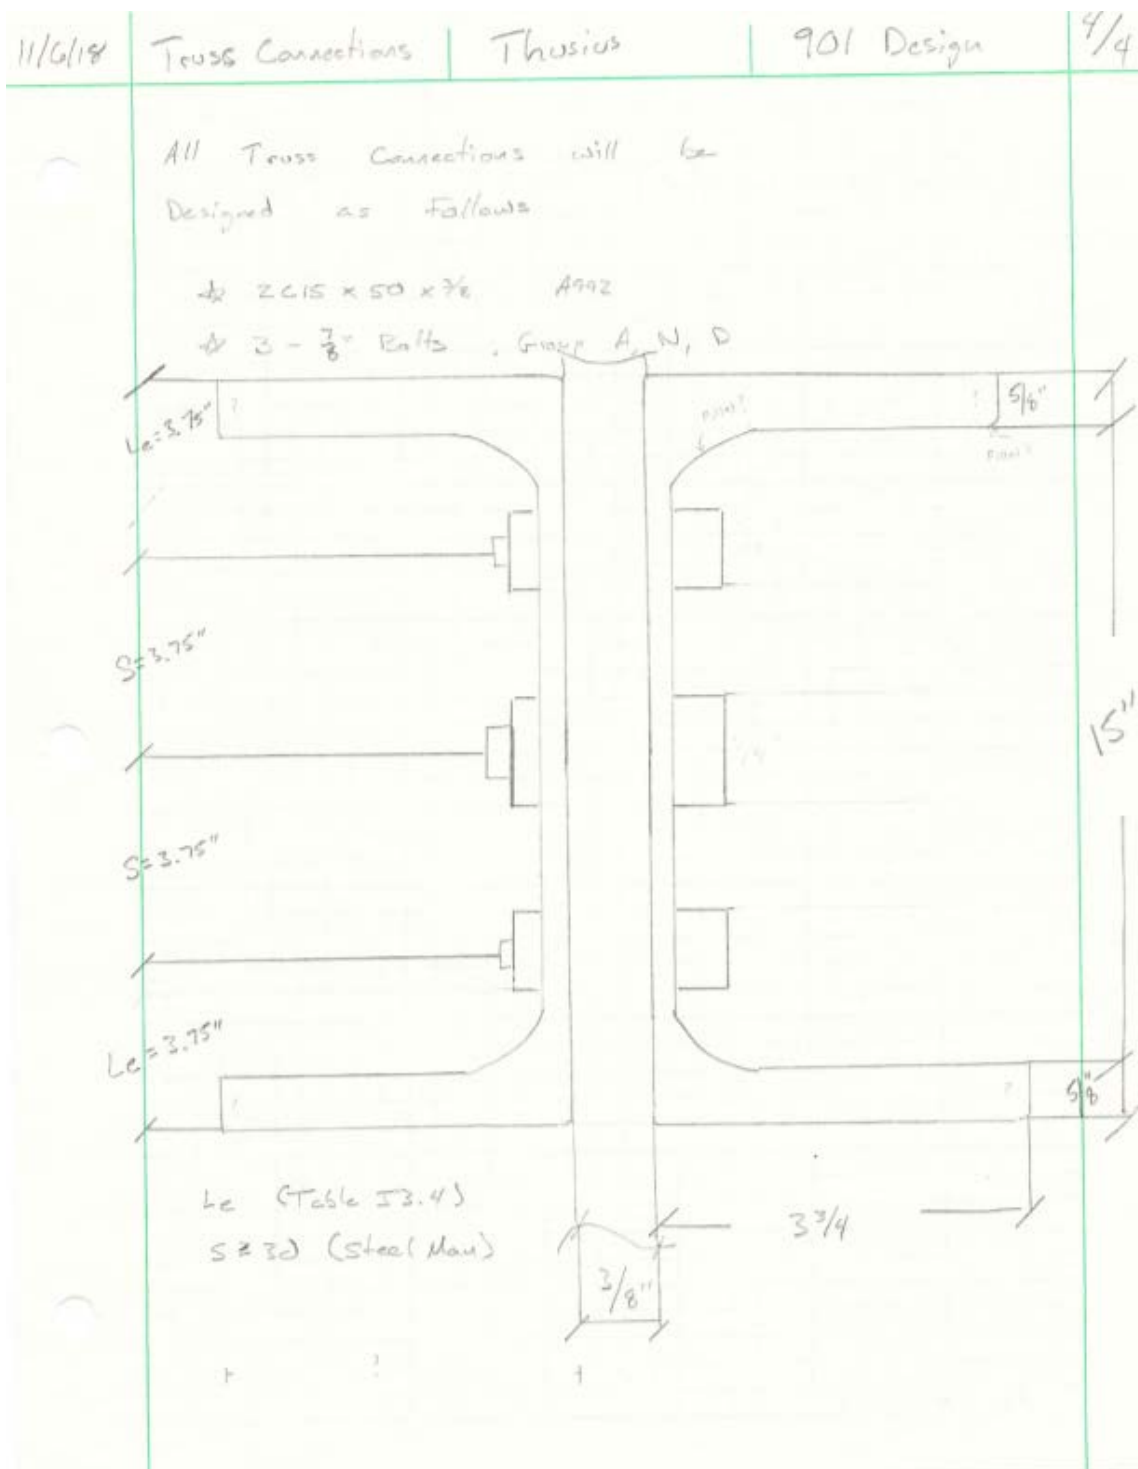 11/6/18 Truss Connections Thusius 901 Design 4/4
All Truss Connections will be
Designed as Follows
2C15 x 50 x 3/8 A992
3 - 7/8" Bolts, Group A, N, D
Le=3.75"
5/8"
S=3.75"
15"
S=3.75"
Le=3.75"
5/8"
Le (Table J3.4)
3 3/4
S ≥ 3d (Steel Man)
3/8"